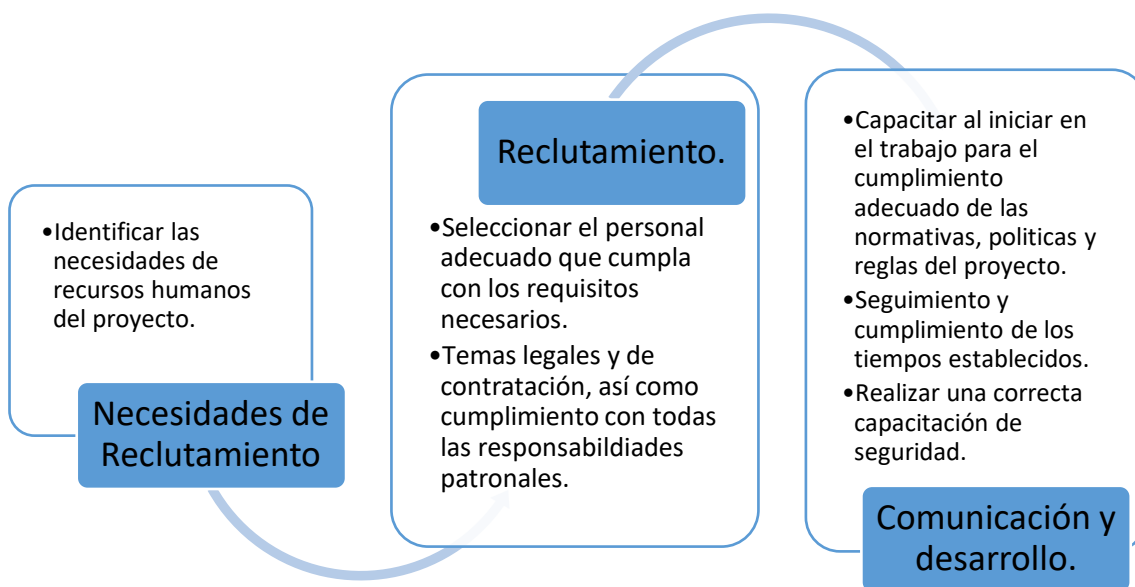 •Identificar las
necesidades de
recursos humanos
del proyecto.
Necesidades de
Reclutamiento
Reclutamiento.
•Seleccionar el personal
adecuado que cumpla
con los requisitos
necesarios.
•Temas legales y de
contratación, así como
cumplimiento con todas
las responsabildiades
patronales.
•Capacitar al iniciar en
el trabajo para el
cumplimiento
adecuado de las
normativas, politicas y
reglas del proyecto.
•Seguimiento y
cumplimiento de los
tiempos establecidos.
•Realizar una correcta
capacitación de
seguridad.
Comunicación y
desarrollo.